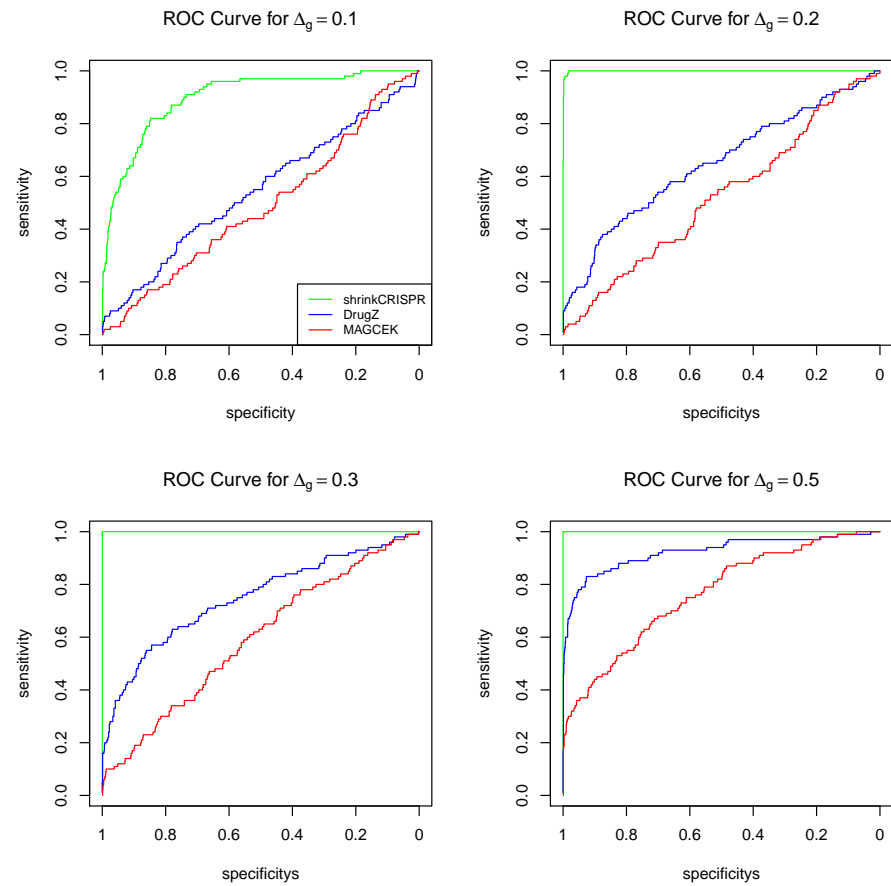 ROC Curve for Δg = 0.1
ROC Curve for Δg = 0.2
sensitivity
0.0 0.2 0.4 0.6 0.8 1.0
shrinkCRISPR
DrugZ
MAGCEK
1 0.8 0.6 0.4 0.2 0
specificity
sensitivity
0.0 0.2 0.4 0.6 0.8 1.0
1 0.8 0.6 0.4 0.2 0
specificitys
ROC Curve for Δg = 0.3
ROC Curve for Δg = 0.5
sensitivity
0.0 0.2 0.4 0.6 0.8 1.0
1 0.8 0.6 0.4 0.2 0
specificitys
sensitivity
0.0 0.2 0.4 0.6 0.8 1.0
1 0.8 0.6 0.4 0.2 0
specificitys